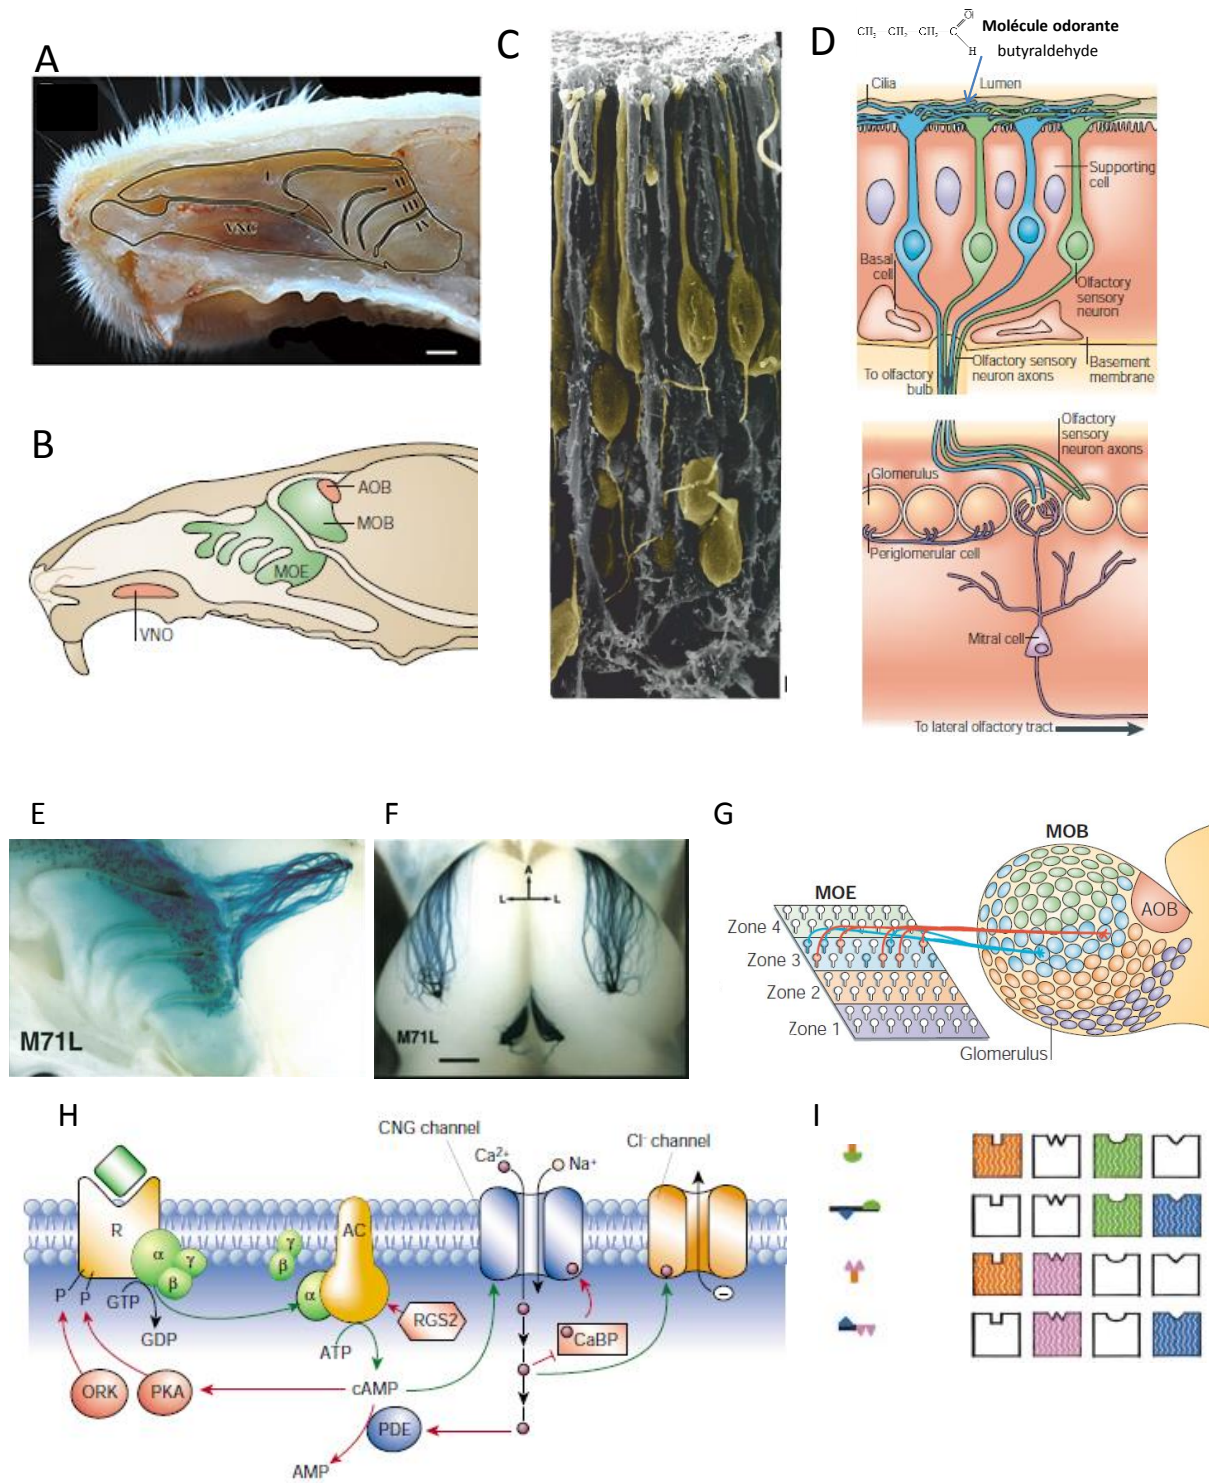 A
I
II
III
IV
VNC
B
AOB
MOB
MOE
VNO
C
D
CH₃ CH₂ CH₂ C
O
H
Molécule odorante
butyraldehyde
Cilia
Lumen
Supporting
cell
Basal
cell
Olfactory
sensory
neuron
Olfactory sensory
neuron axons
Basement
membrane
To olfactory
bulb
Olfactory
sensory
neuron axons
Glomerulus
Periglomerular cell
Mitral cell
To lateral olfactory tract
E
M71L
F
A
L L
M71L
G
MOB
MOE
AOB
Zone 4
Zone 3
Zone 2
Zone 1
Glomerulus
H
CNG channel
Cl⁻ channel
Ca²⁺
Na⁺
R
α
γ
β
γ
β
α
AC
P P
GTP
GDP
ATP
RGS2
CaBP
−
ORK
PKA
cAMP
PDE
AMP
I